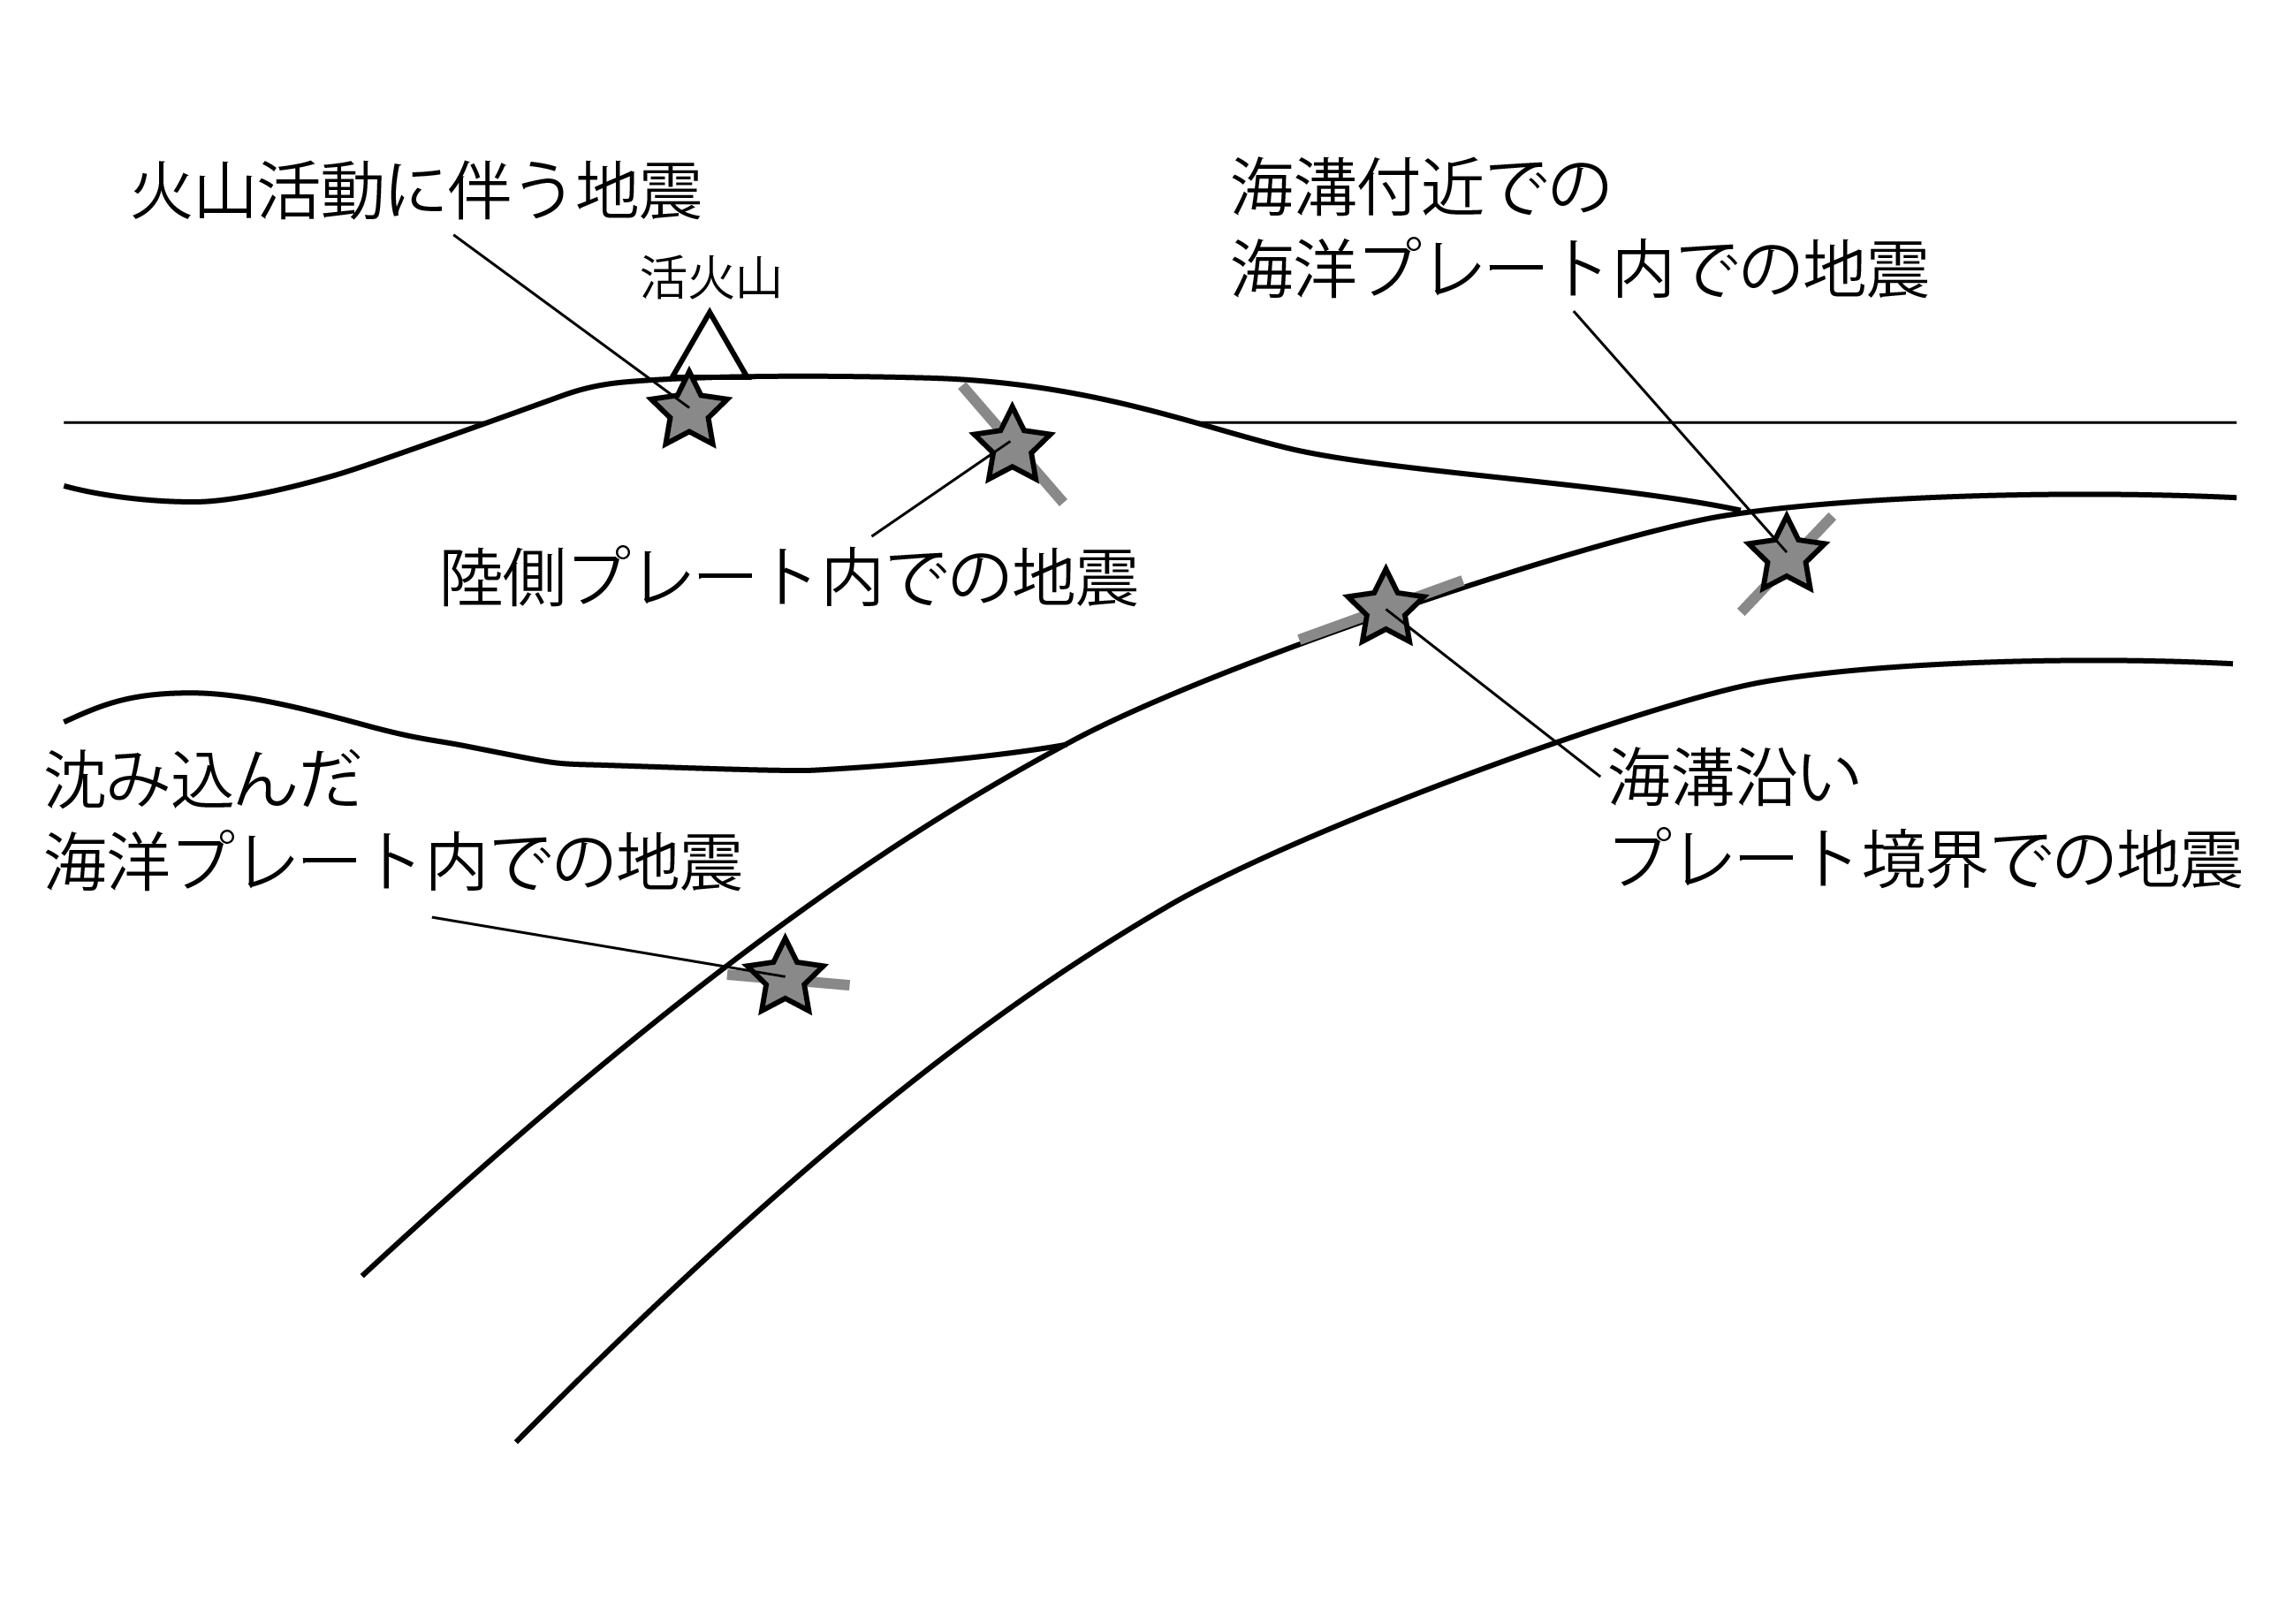 火山活動に伴う地震
活火山
海溝付近での
海洋プレート内での地震
陸側プレート内での地震
沈み込んだ
海洋プレート内での地震
海溝沿い
プレート境界での地震